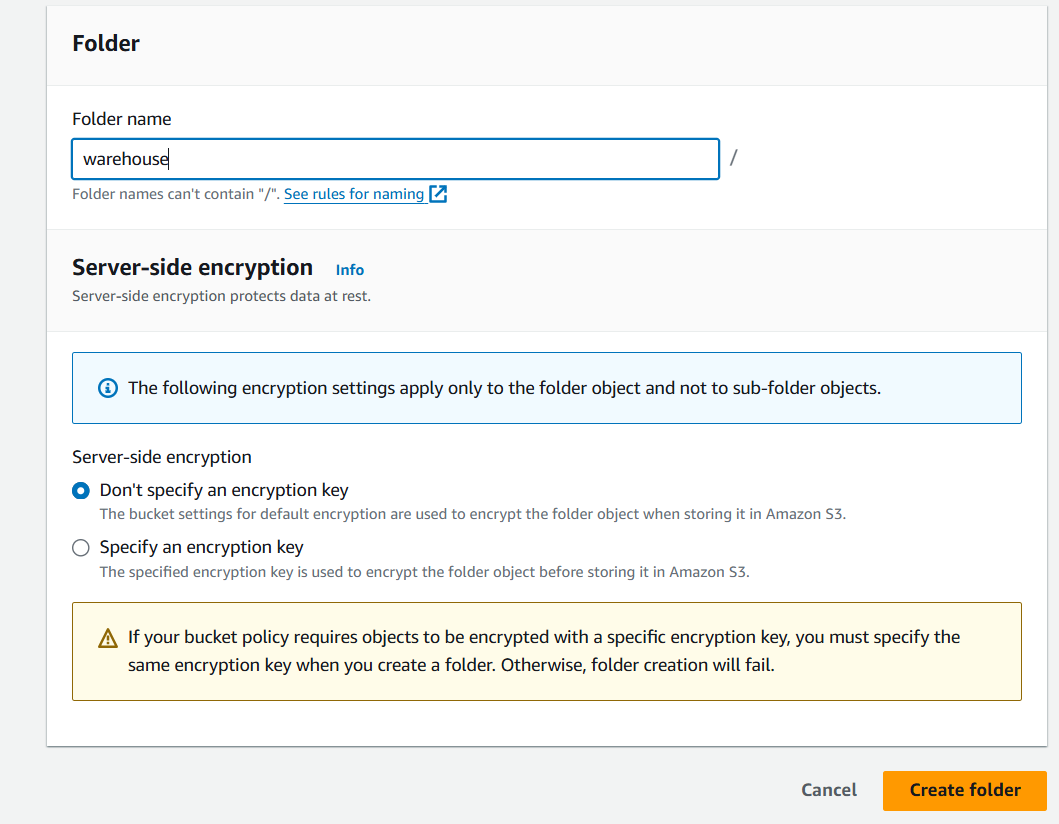 Folder
Folder name
warehouse
/
Folder names can't contain "/". See rules for naming
Server-side encryption Info
Server-side encryption protects data at rest.
The following encryption settings apply only to the folder object and not to sub-folder objects.
Server-side encryption
Don't specify an encryption key
The bucket settings for default encryption are used to encrypt the folder object when storing it in Amazon S3.
Specify an encryption key
The specified encryption key is used to encrypt the folder object before storing it in Amazon S3.
If your bucket policy requires objects to be encrypted with a specific encryption key, you must specify the
same encryption key when you create a folder. Otherwise, folder creation will fail.
Cancel Create folder